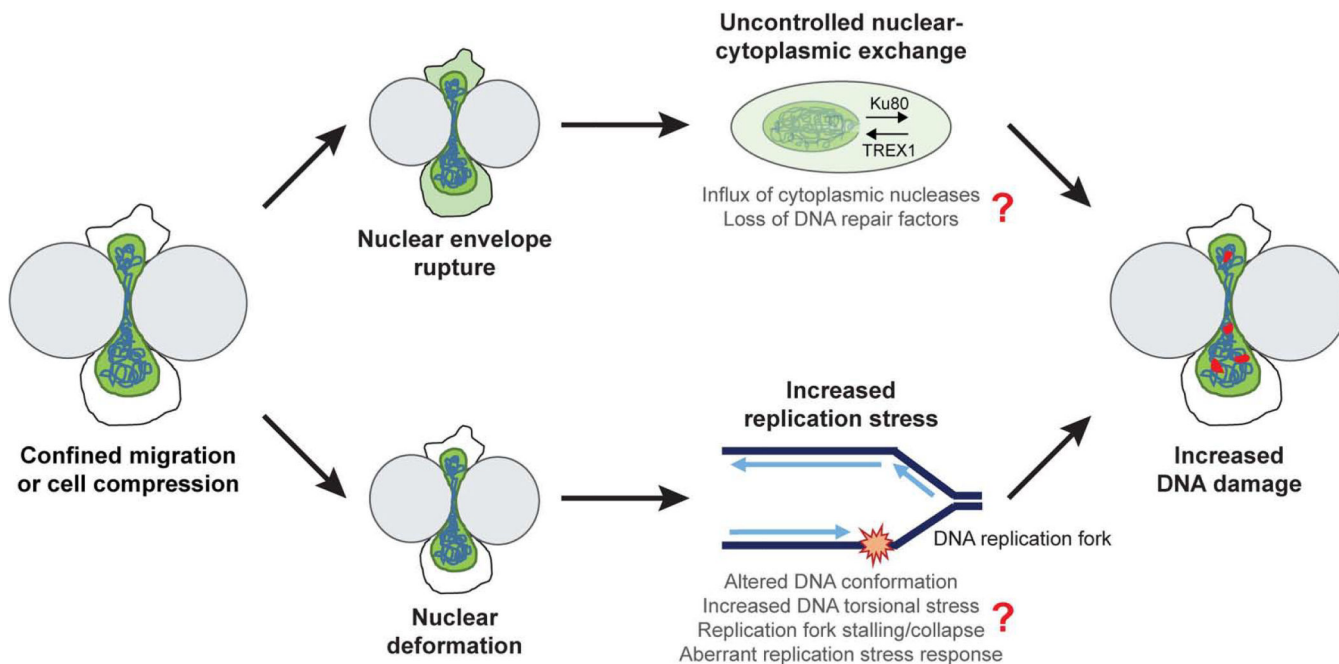 Uncontrolled nuclear-
cytoplasmic exchange
Ku80
TREX1
Influx of cytoplasmic nucleases
Loss of DNA repair factors
?
Nuclear envelope
rupture
Confined migration
or cell compression
Increased
replication stress
DNA replication fork
Altered DNA conformation
Increased DNA torsional stress
Replication fork stalling/collapse
Aberrant replication stress response
?
Nuclear
deformation
Increased
DNA damage